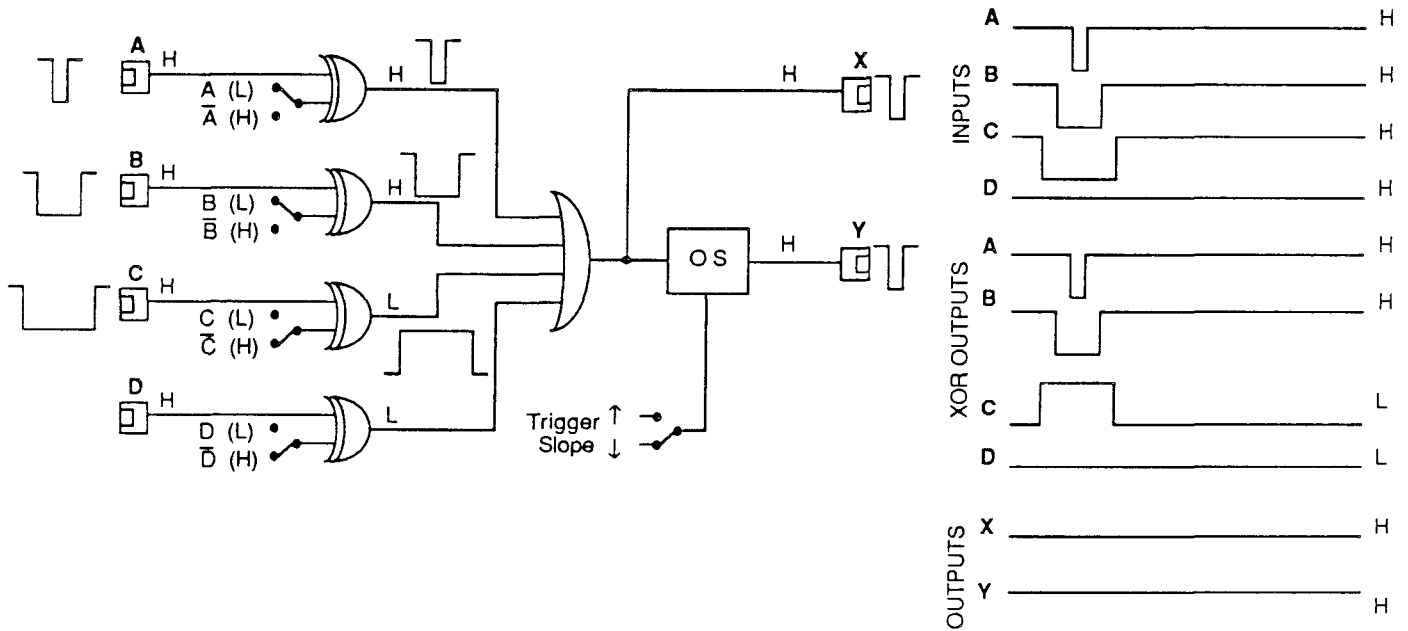 A
H
A (L)
A̅ (H)
H
B
H
B (L)
B̅ (H)
H
C
H
C (L)
C̅ (H)
L
D
H
D (L)
D̅ (H)
L
OS
Trigger ↑
Slope ↓
H
X
H
Y
INPUTS
A H
B H
C H
D H
XOR OUTPUTS
A H
B H
C L
D L
OUTPUTS
X H
Y H